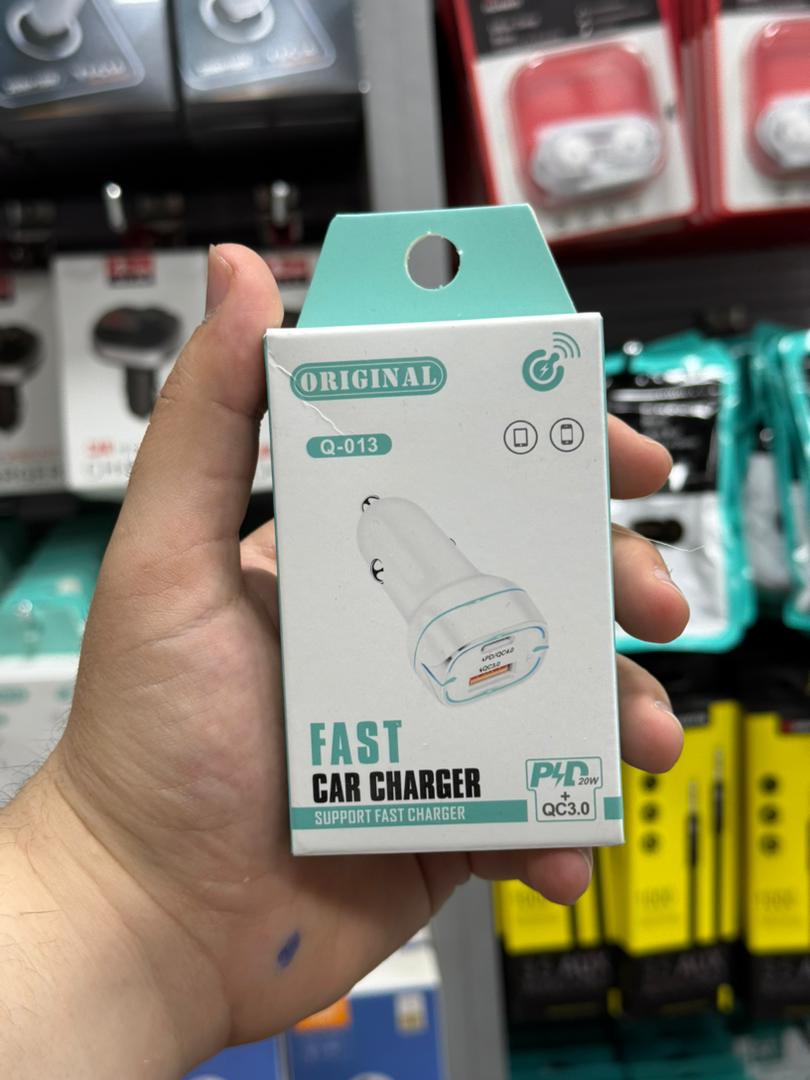 ORIGINAL
Q-013
PD/QC4.0
QC3.0
FAST
CAR CHARGER
SUPPORT FAST CHARGER
PD 20W
+
QC3.0